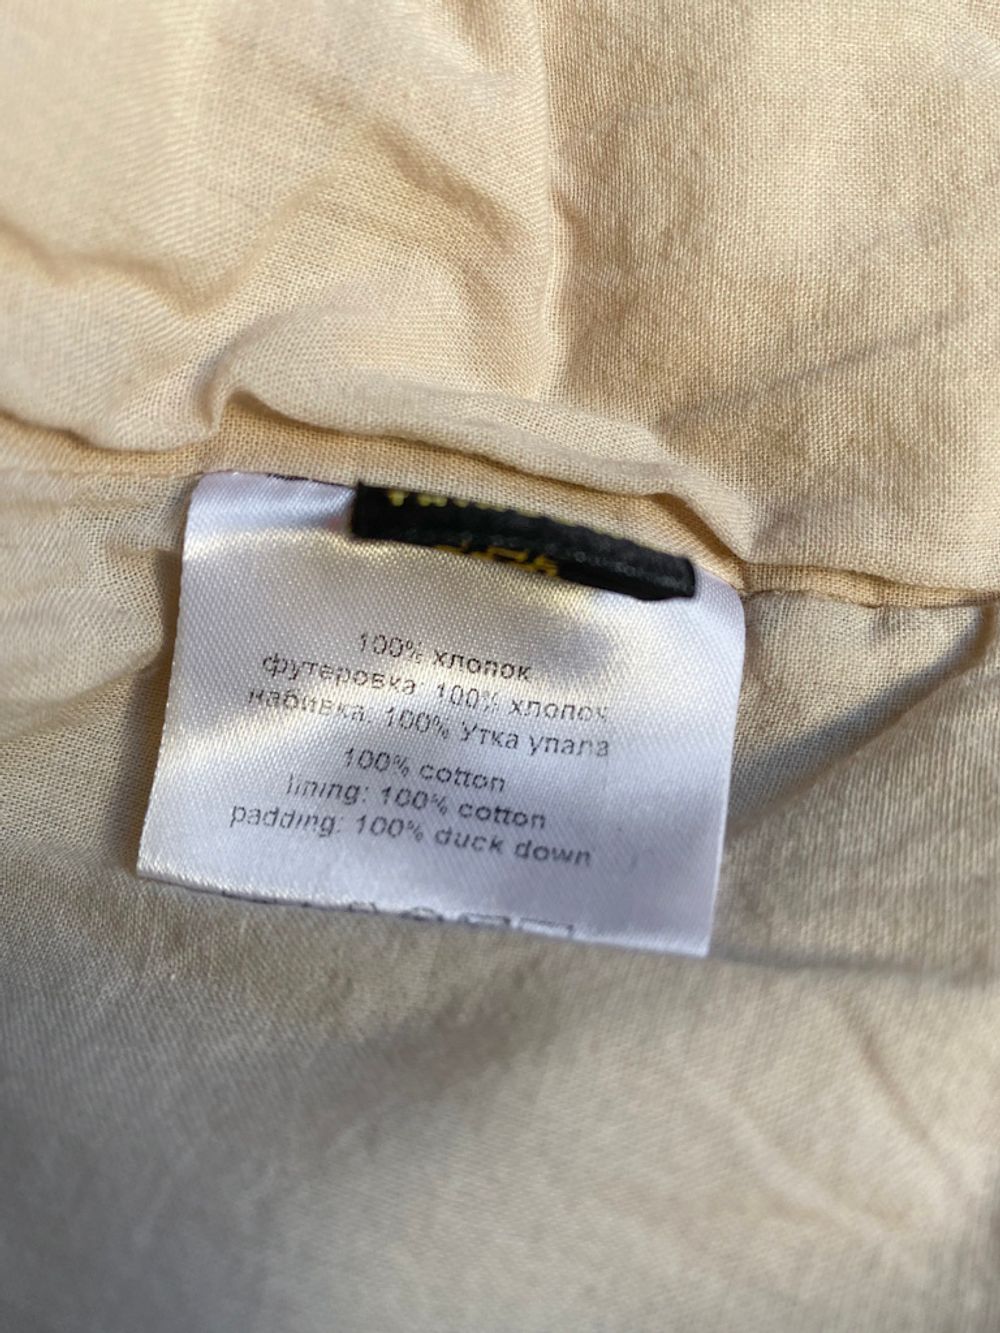 100% хлопок
футеровка: 100% хлопок
набивка: 100% Утка упала
100% cotton
lining: 100% cotton
padding: 100% duck down